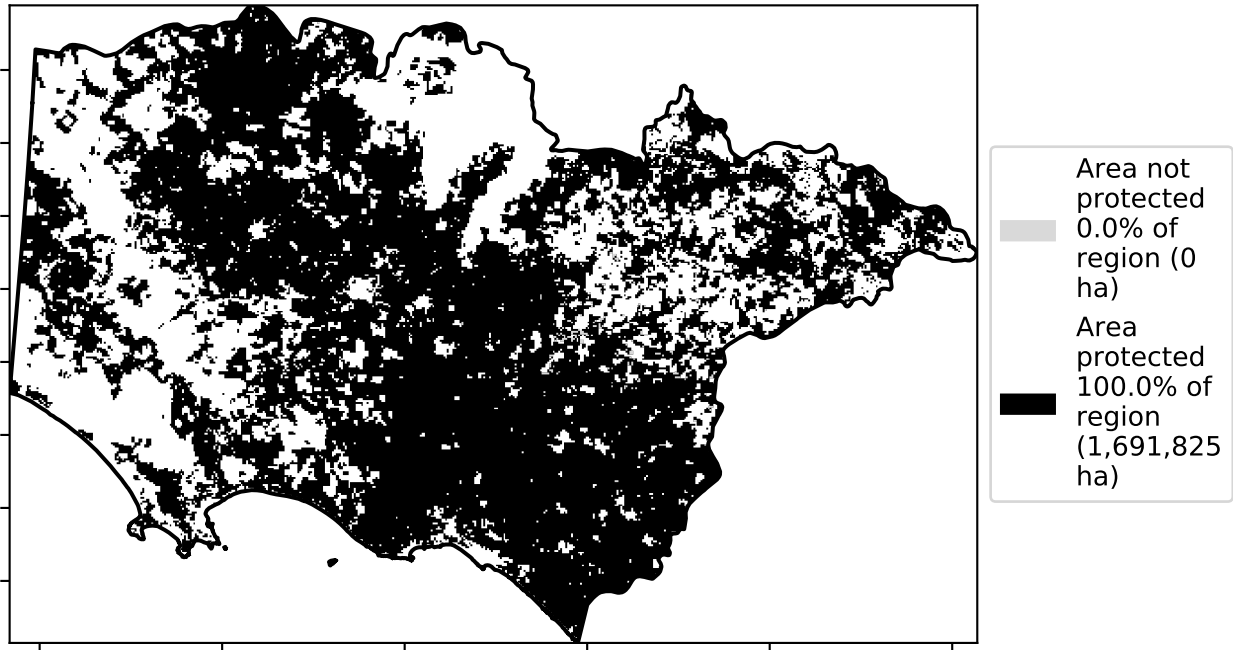 Area not
protected
0.0% of
region (0
ha)
Area
protected
100.0% of
region
(1,691,825
ha)